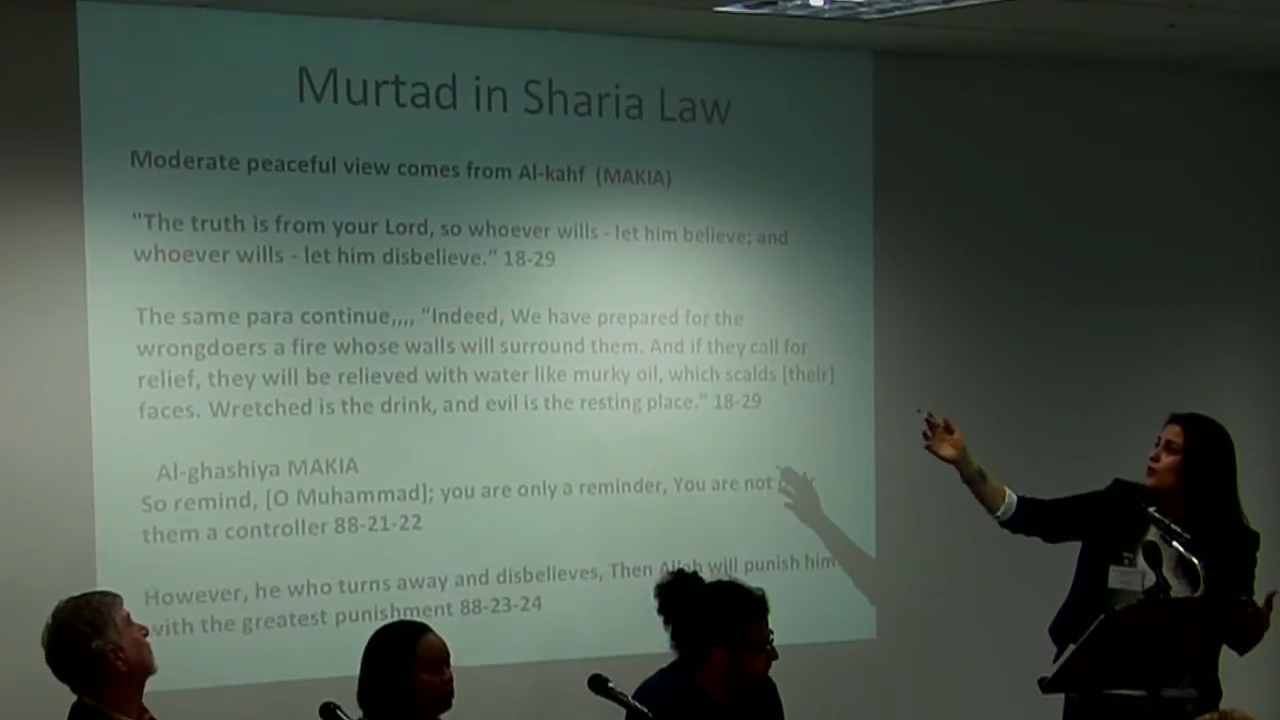 Murtad in Sharia Law
Moderate peaceful view comes from Al-kahf (MAKIA)
"The truth is from your Lord, so whoever wills - let him believe; and
whoever wills - let him disbelieve." 18-29
The same para continue,,,, "Indeed, We have prepared for the
wrongdoers a fire whose walls will surround them. And if they call for
relief, they will be relieved with water like murky oil, which scalds [their]
faces. Wretched is the drink, and evil is the resting place." 18-29
Al-ghashiya MAKIA
So remind, [O Muhammad]; you are only a reminder, You are not
them a controller 88-21-22
However, he who turns away and disbelieves, Then Allah will punish him
with the greatest punishment 88-23-24